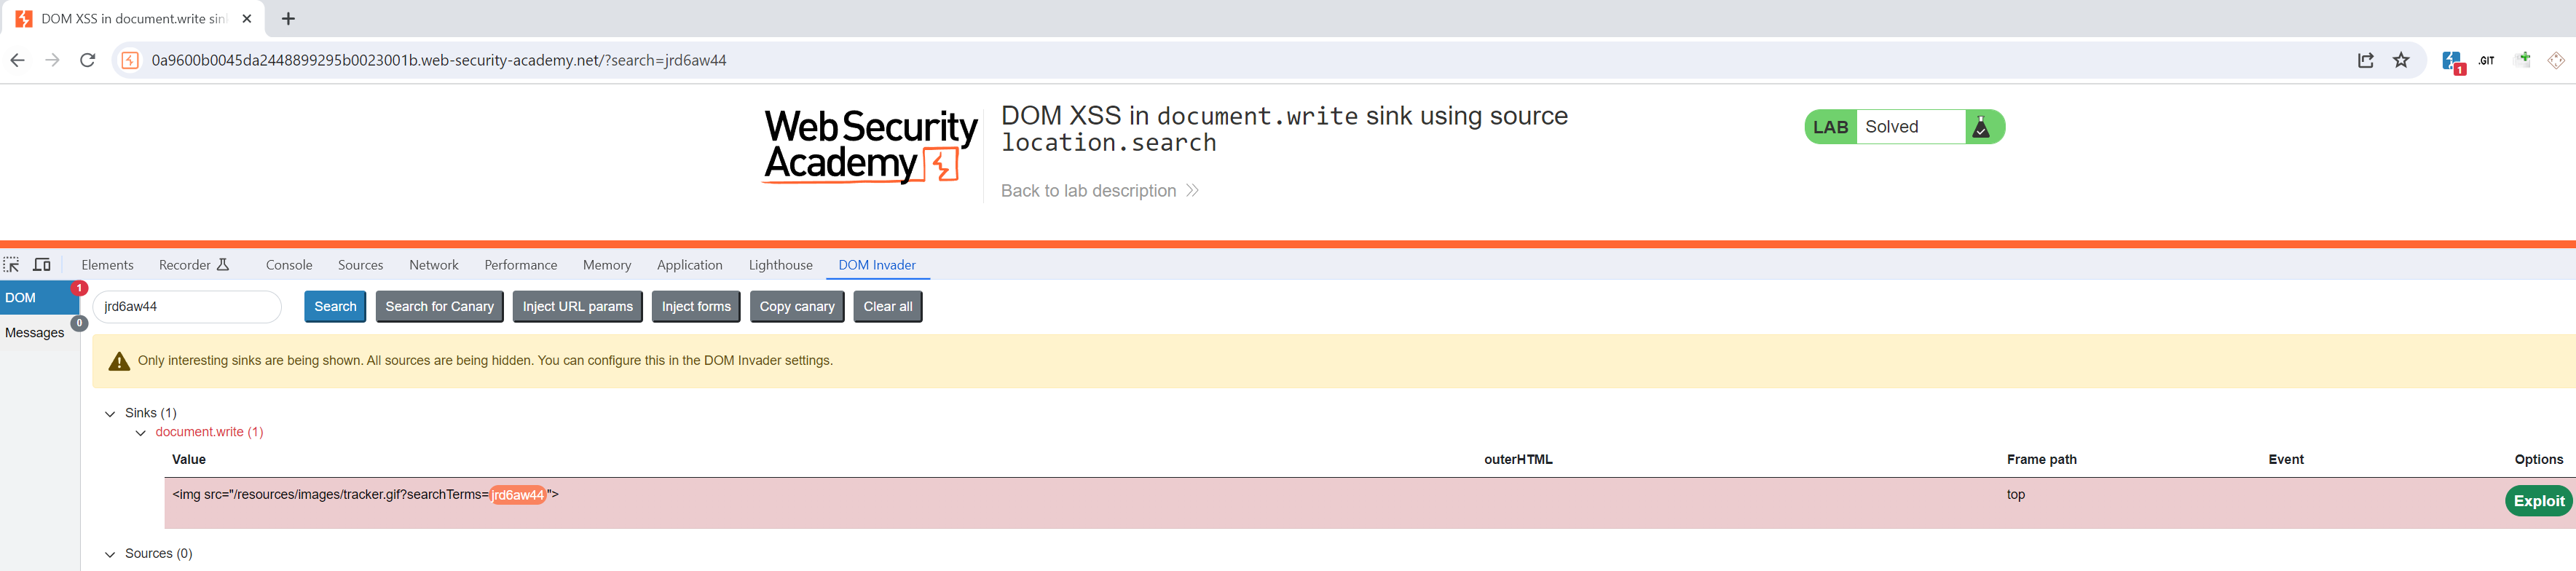 DOM XSS in document.write sin
0a9600b0045da2448899295b0023001b.web-security-academy.net/?search=jrd6aw44
1
.GIT
Web Security
Academy
DOM XSS in document.write sink using source
location.search
Back to lab description
LAB Solved
Elements Recorder Console Sources Network Performance Memory Application Lighthouse DOM Invader
DOM 1
jrd6aw44 Search Search for Canary Inject URL params Inject forms Copy canary Clear all
Messages 0
Only interesting sinks are being shown. All sources are being hidden. You can configure this in the DOM Invader settings.
Sinks (1)
document.write (1)
Value outerHTML Frame path Event Options
<img src="/resources/images/tracker.gif?searchTerms=jrd6aw44"> top Exploit
Sources (0)